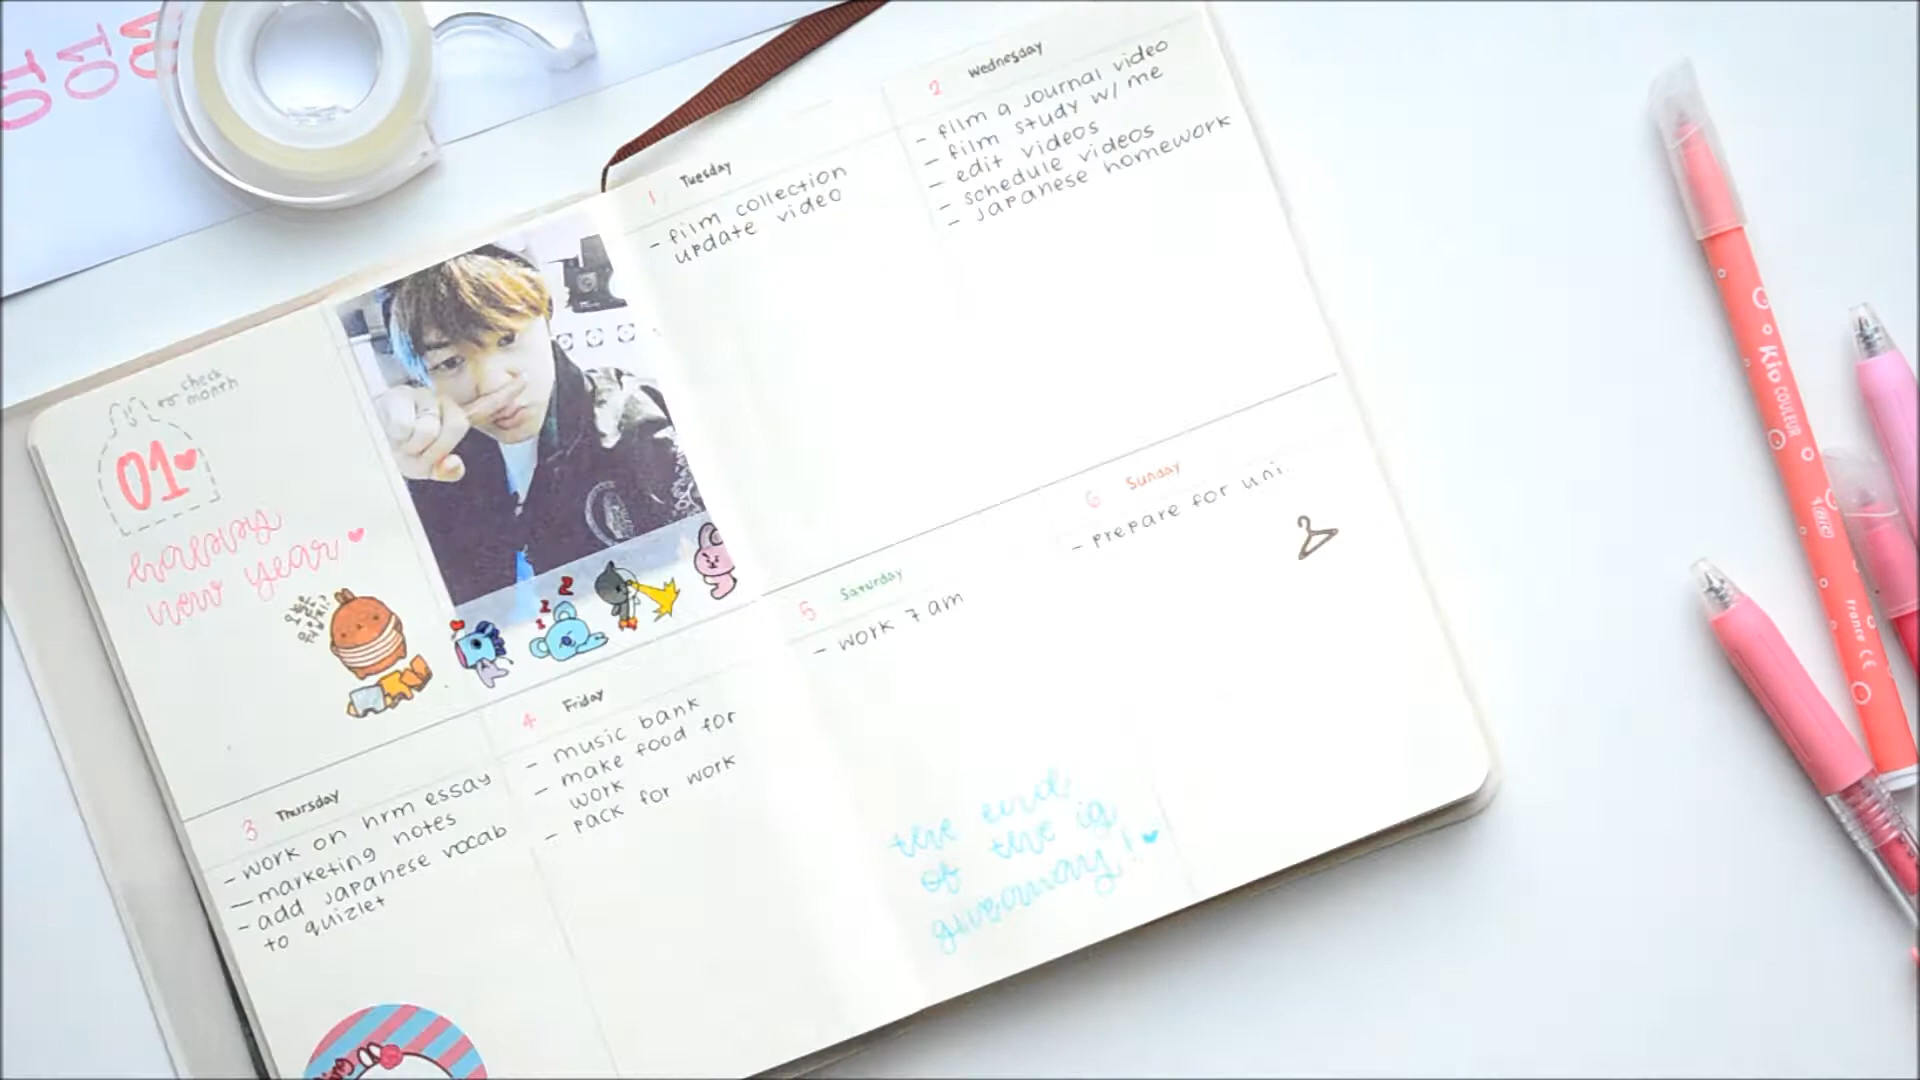 check
month
01
happy
new year
1 Tuesday
- film collection
update video
2 Wednesday
- film a journal video
- film study w/ me
- edit videos
- schedule videos
- Japanese homework
3 Thursday
- work on hrm essay
- marketing notes
- add Japanese vocab
to quizlet
4 Friday
- music bank
- make food for
work
- pack for work
5 Saturday
- work 7 am
the end
of the ig
giveaway!
6 Sunday
- prepare for uni
z
z
z
Kid COULEUR
France CE